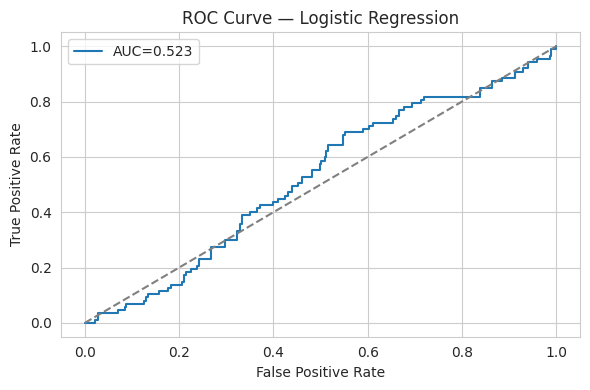 ROC Curve — Logistic Regression
AUC=0.523
True Positive Rate
1.0
0.8
0.6
0.4
0.2
0.0
0.0 0.2 0.4 0.6 0.8 1.0
False Positive Rate